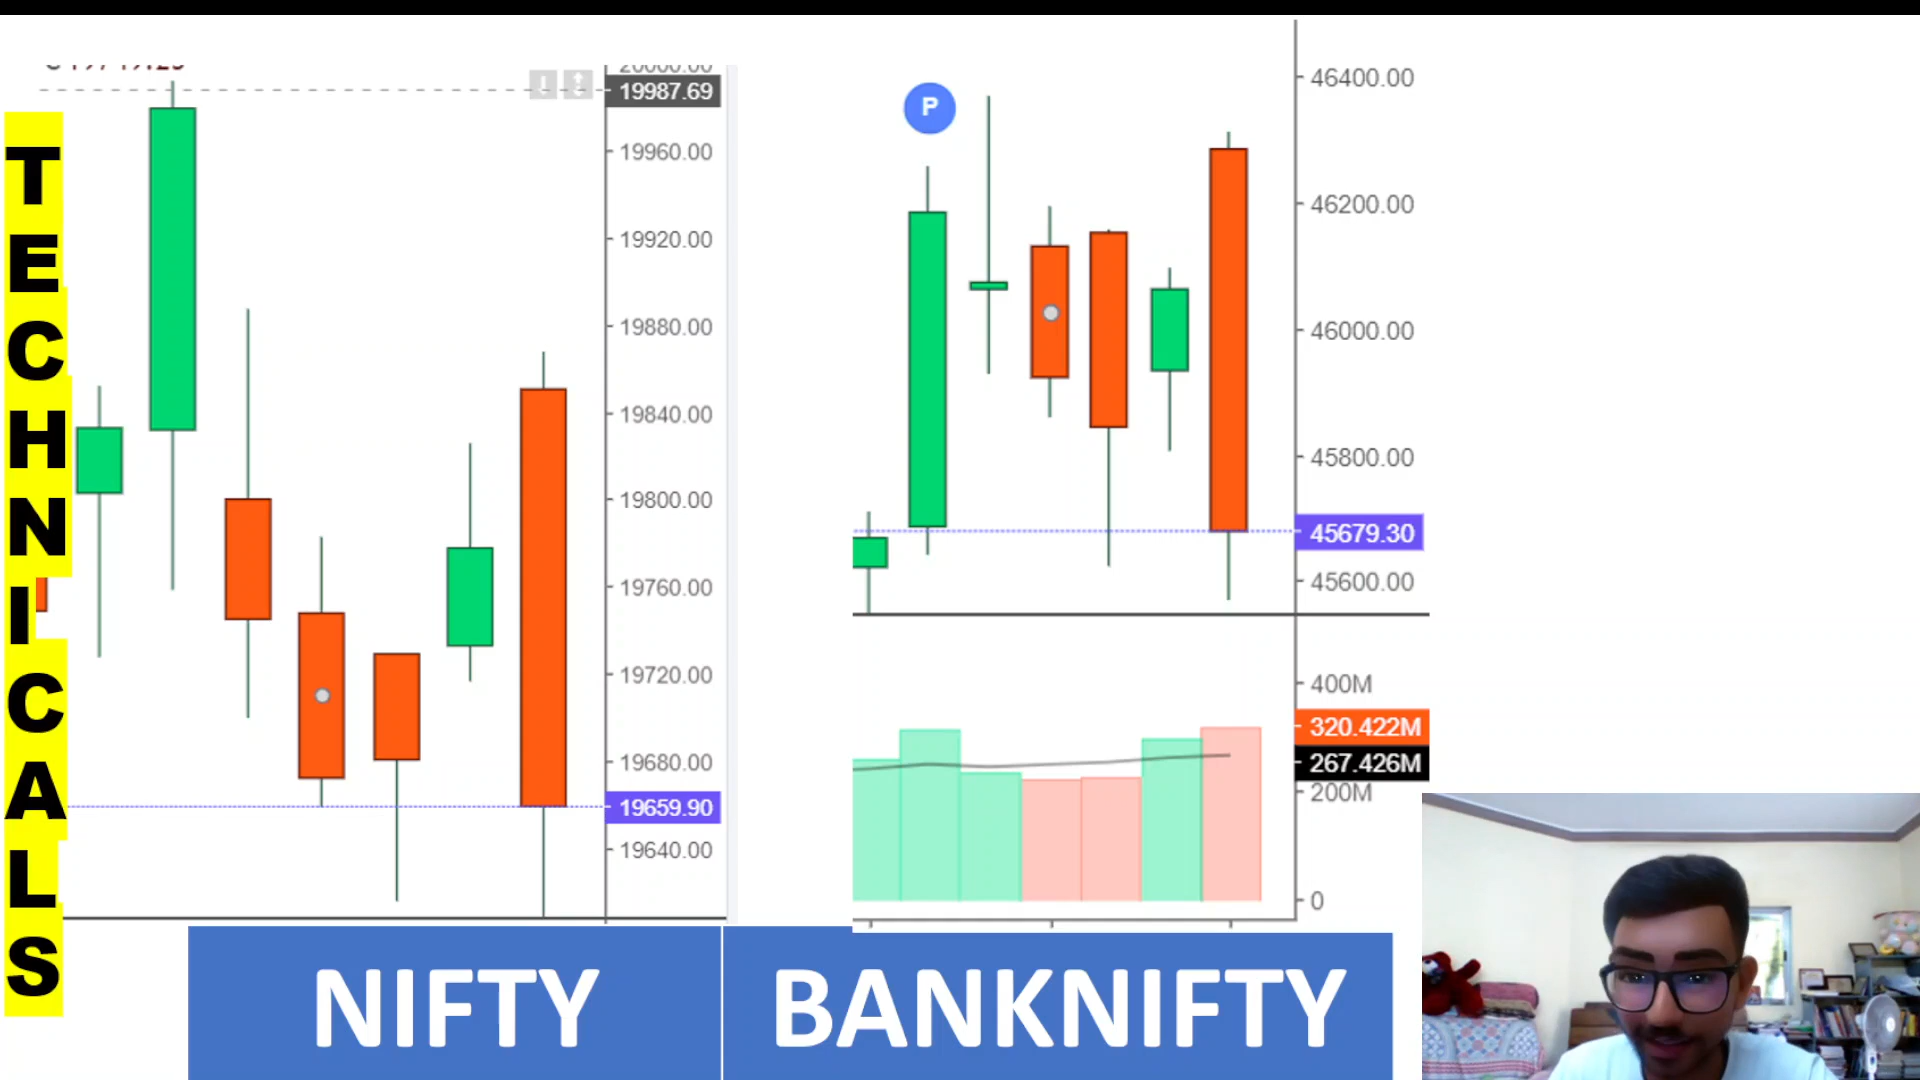 TECHNICALS
19987.69
19960.00
19920.00
19880.00
19840.00
19800.00
19760.00
19720.00
19680.00
19659.90
19640.00
P
46400.00
46200.00
46000.00
45800.00
45679.30
45600.00
400M
320.422M
267.426M
200M
0
NIFTY
BANKNIFTY